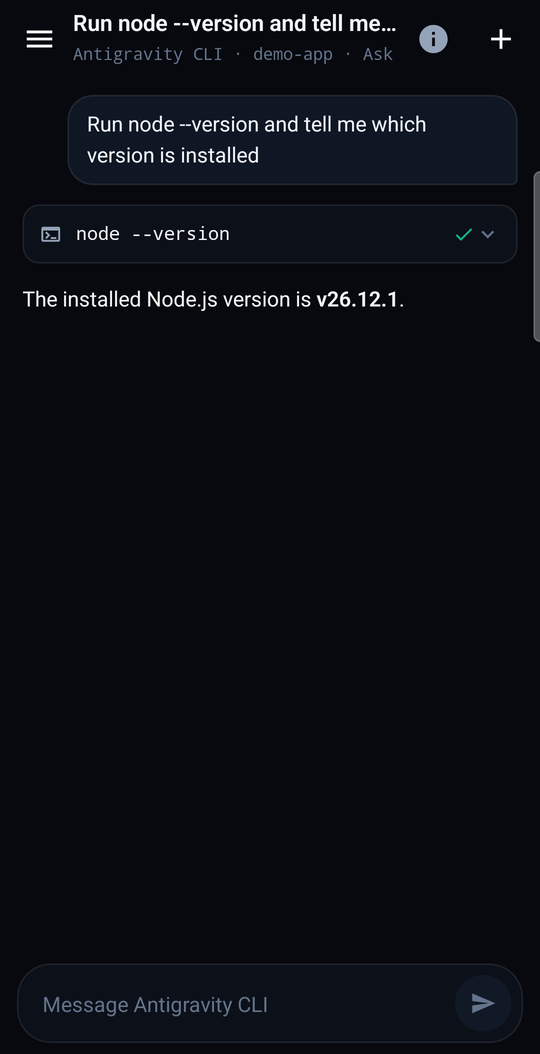 Run node --version and tell me…
Antigravity CLI · demo-app · Ask
Run node --version and tell me which
version is installed
node --version
The installed Node.js version is v26.12.1.
Message Antigravity CLI